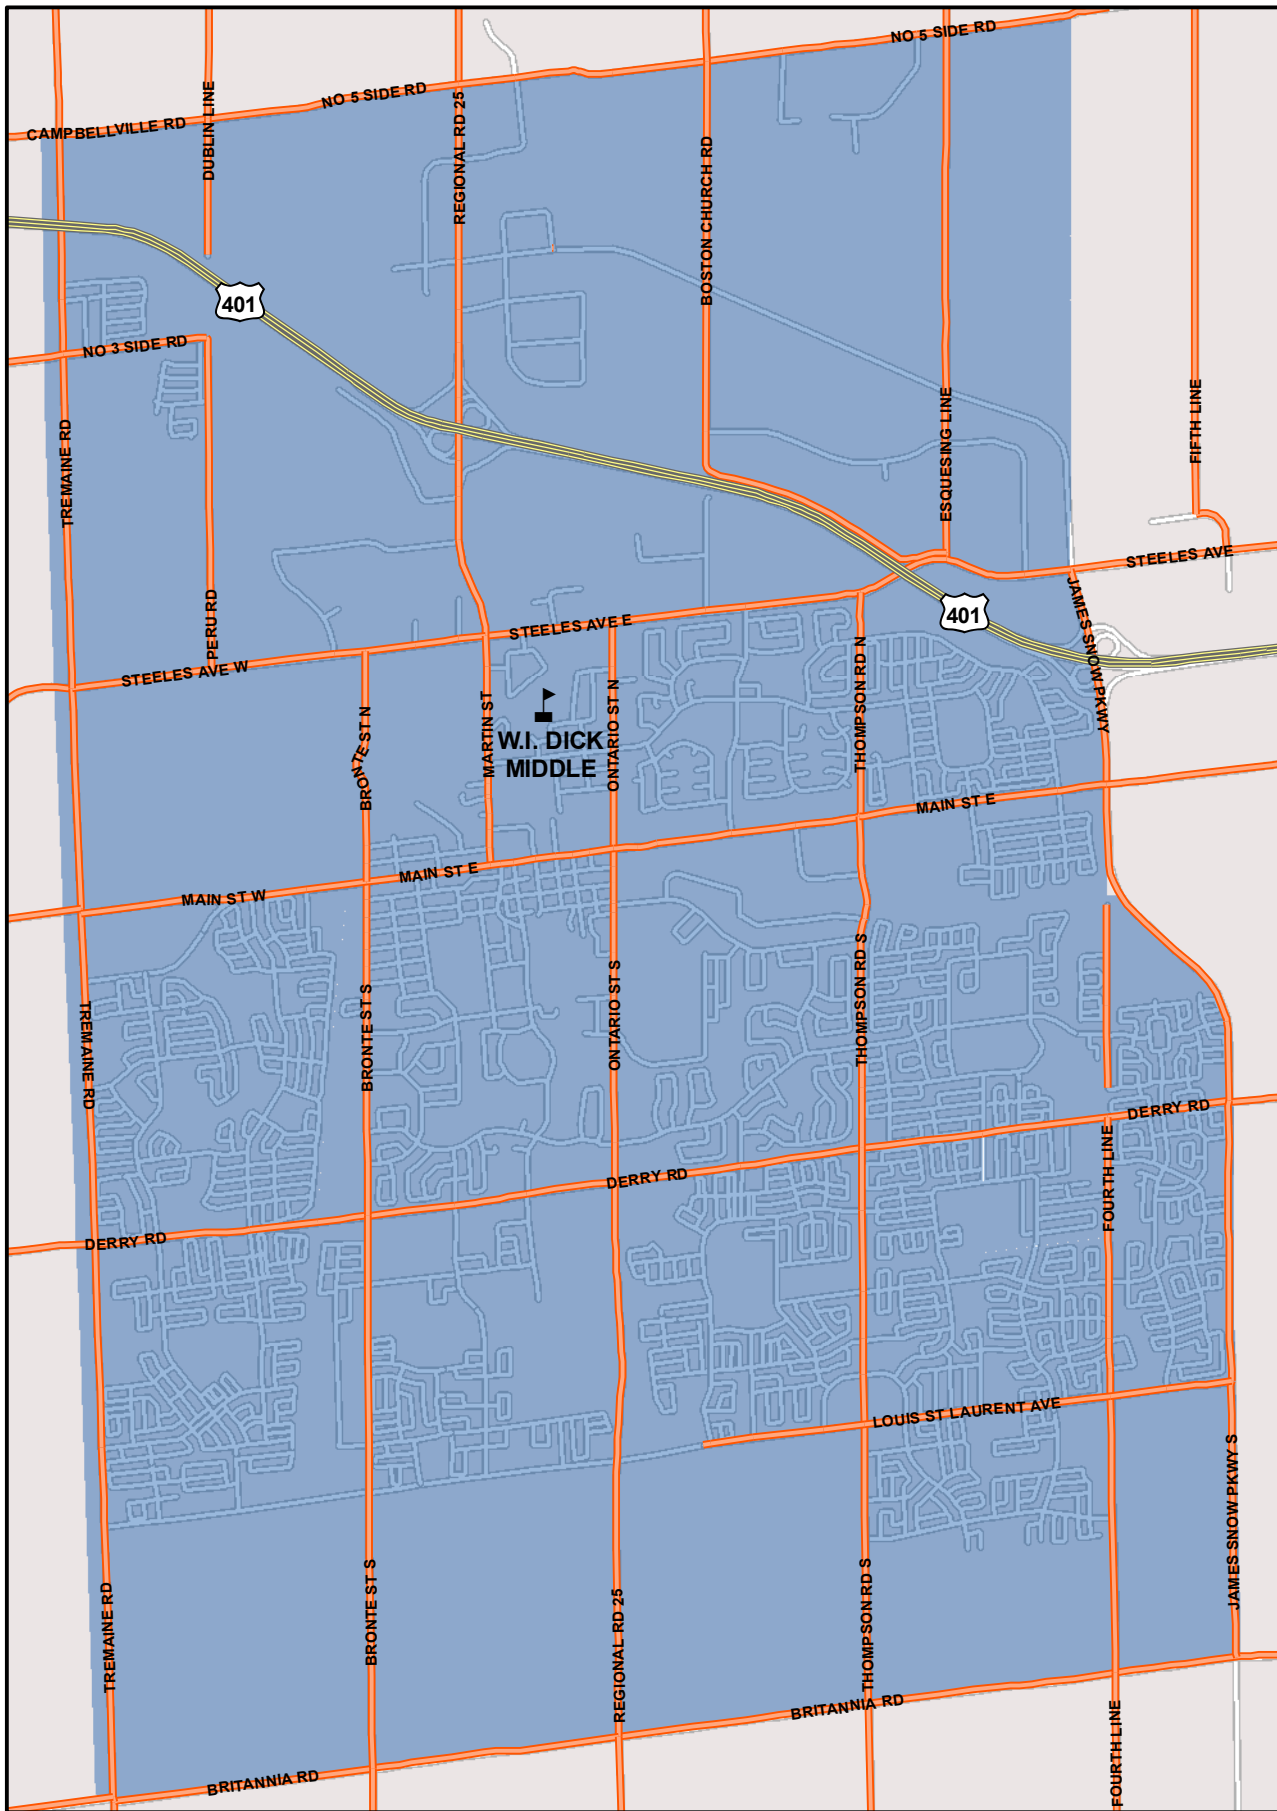 NO 5 SIDE RD
NO 5 SIDE RD
CAMPBELLVILLE RD
DUBLIN LINE
REGIONAL RD 25
BOSTON CHURCH RD
401
NO 3 SIDE RD
TREMAINE RD
ESQUESING LINE
FIFTH LINE
STEELES AVE
401
JAMES SNOW PKWY
PERU RD
STEELES AVE E
STEELES AVE W
BRONTE ST N
MARTIN ST
W.I. DICK
MIDDLE
ONTARIO ST N
THOMPSON RD N
MAIN ST E
MAIN ST E
MAIN ST W
TREMAINE RD
BRONTE ST S
ONTARIO ST S
THOMPSON RD S
DERRY RD
DERRY RD
DERRY RD
FOURTH LINE
LOUIS ST LAURENT AVE
JAMES SNOW PKWY S
TREMAINE RD
BRONTE ST S
REGIONAL RD 25
THOMPSON RD S
BRITANNIA RD
FOURTH LINE
BRITANNIA RD